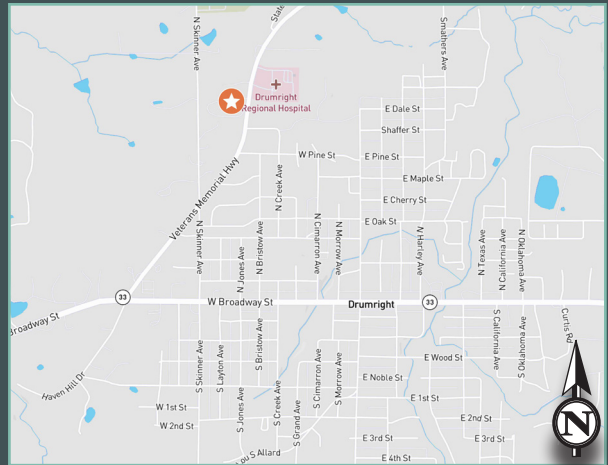 State
N Skinner Ave
Smathers Ave
Drumright
Regional Hospital
E Dale St
Shaffer St
W Pine St
E Pine St
N Creek Ave
E Maple St
Veterans Memorial Hwy
E Cherry St
E Oak St
N Skinner Ave
N Jones Ave
N Bristow Ave
N Cimarron Ave
N Morrow Ave
N Harley Ave
N Texas Ave
N California Ave
N Oklahoma Ave
33
W Broadway St
Drumright
33
Broadway St
S California Ave
S Oklahoma Ave
Curtis Rd
S Skinner Ave
S Layton Ave
S Bristow Ave
S Cimarron Ave
S Morrow Ave
E Wood St
Haven Hill Dr
E Noble St
S Jones Ave
S Creek Ave
S Grand Ave
E 1st St
W 1st St
W 2nd St
E 2nd St
E 3rd St
E 3rd St
S Allard
E 4th St
N